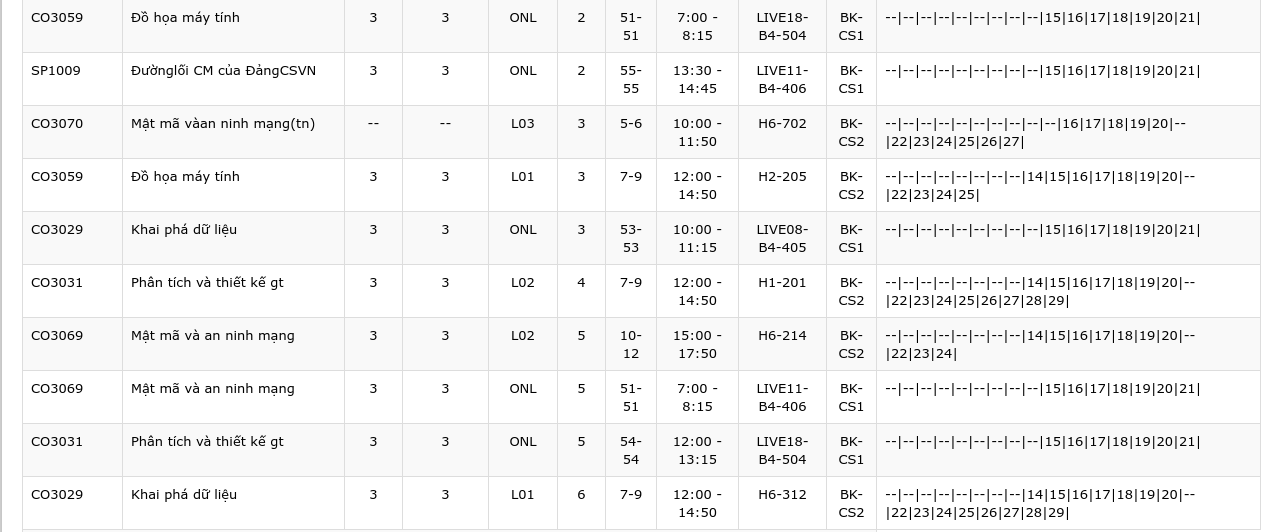 CO3059 Đồ họa máy tính 3 3 ONL 2 51- 7:00 - LIVE18- BK- --|--|--|--|--|--|--|--|--|15|16|17|18|19|20|21|
51 8:15 B4-504 CS1
SP1009 Đườnglối CM của ĐảngCSVN 3 3 ONL 2 55- 13:30 - LIVE11- BK- --|--|--|--|--|--|--|--|--|15|16|17|18|19|20|21|
55 14:45 B4-406 CS1
CO3070 Mật mã vàan ninh mạng(tn) -- -- L03 3 5-6 10:00 - H6-702 BK- --|--|--|--|--|--|--|--|--|--|16|17|18|19|20|--
11:50 CS2 |22|23|24|25|26|27|
CO3059 Đồ họa máy tính 3 3 L01 3 7-9 12:00 - H2-205 BK- --|--|--|--|--|--|--|--|14|15|16|17|18|19|20|--
14:50 CS2 |22|23|24|25|
CO3029 Khai phá dữ liệu 3 3 ONL 3 53- 10:00 - LIVE08- BK- --|--|--|--|--|--|--|--|--|15|16|17|18|19|20|21|
53 11:15 B4-405 CS1
CO3031 Phân tích và thiết kế gt 3 3 L02 4 7-9 12:00 - H1-201 BK- --|--|--|--|--|--|--|--|14|15|16|17|18|19|20|--
14:50 CS2 |22|23|24|25|26|27|28|29|
CO3069 Mật mã và an ninh mạng 3 3 L02 5 10- 15:00 - H6-214 BK- --|--|--|--|--|--|--|--|14|15|16|17|18|19|20|--
12 17:50 CS2 |22|23|24|
CO3069 Mật mã và an ninh mạng 3 3 ONL 5 51- 7:00 - LIVE11- BK- --|--|--|--|--|--|--|--|--|15|16|17|18|19|20|21|
51 8:15 B4-406 CS1
CO3031 Phân tích và thiết kế gt 3 3 ONL 5 54- 12:00 - LIVE18- BK- --|--|--|--|--|--|--|--|--|15|16|17|18|19|20|21|
54 13:15 B4-504 CS1
CO3029 Khai phá dữ liệu 3 3 L01 6 7-9 12:00 - H6-312 BK- --|--|--|--|--|--|--|--|14|15|16|17|18|19|20|--
14:50 CS2 |22|23|24|25|26|27|28|29|